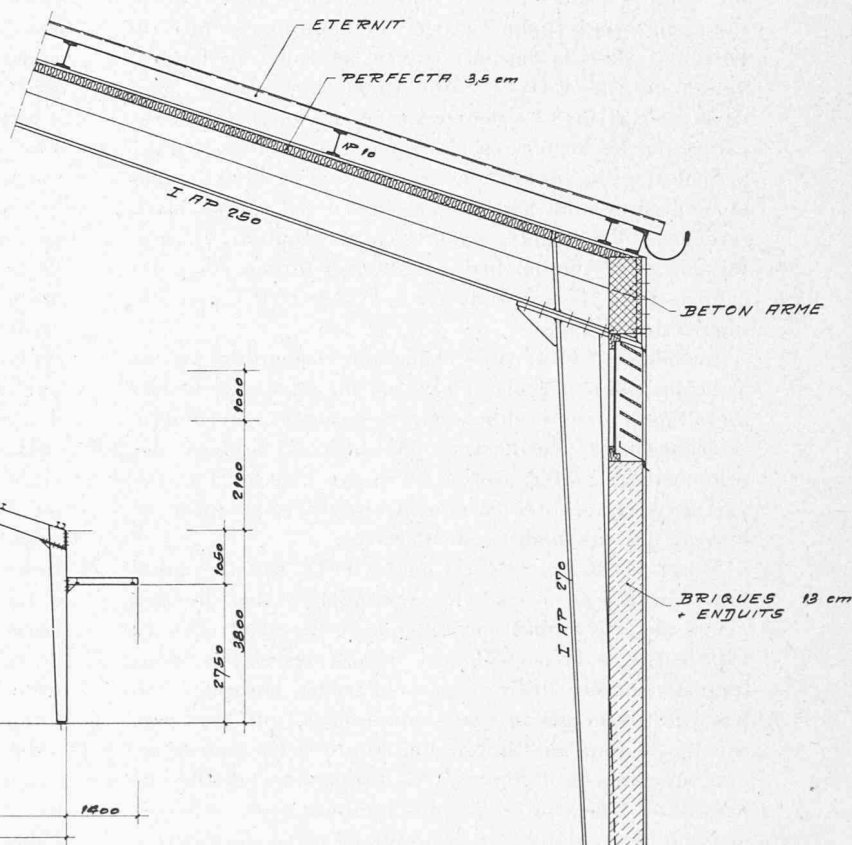 ETERNIT
PERFECTA 3,5 cm
NP 10
I AP 250
BETON ARME
1000
2100
1050
3800
2750
I AP 270
BRIQUES 13 cm
+ ENDUITS
1400